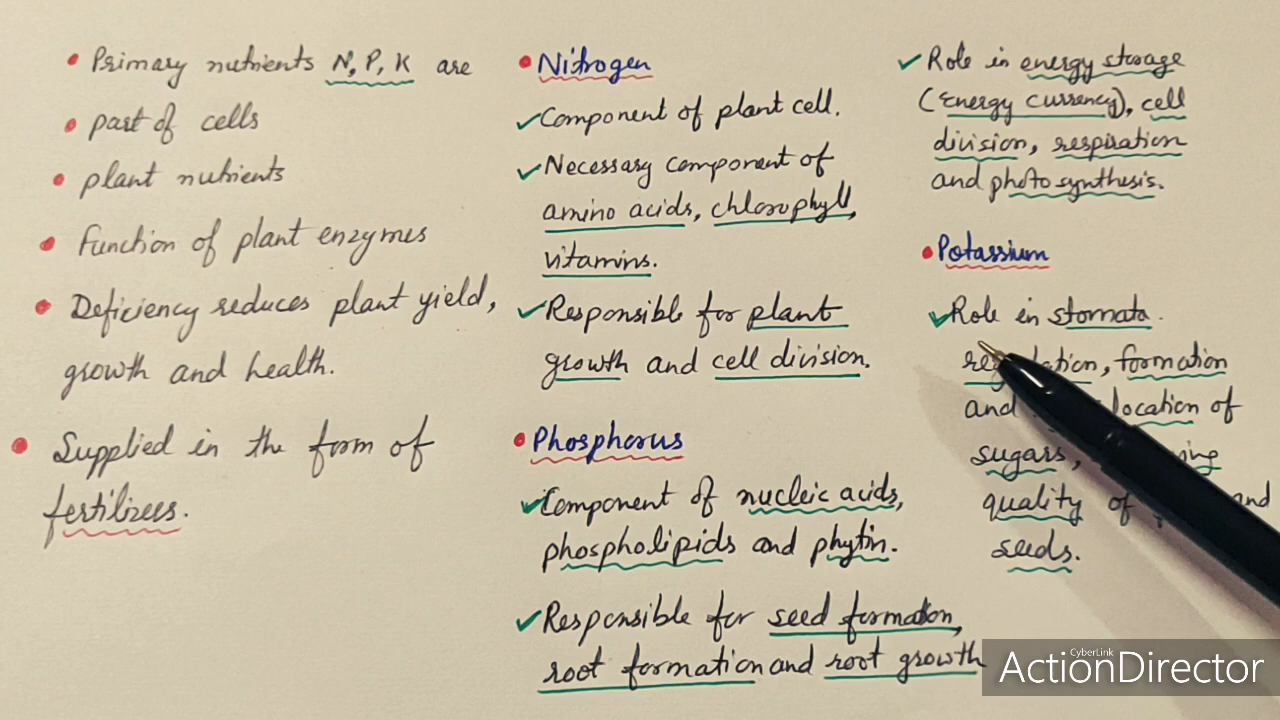 Primary nutrients N, P, K are
part of cells
plant nutrients
Function of plant enzymes
Deficiency reduces plant yield,
growth and health.
Supplied in the form of
fertilizers.
Nitrogen
Component of plant cell.
Necessary component of
amino acids, chlorophyll,
vitamins.
Responsible for plant
growth and cell division.
Phosphorus
Component of nucleic acids,
phospholipids and phytin.
Responsible for seed formation,
root formation and root growth
Role in energy storage
(Energy currency), cell
division, respiration
and photosynthesis.
Potassium
Role in stomata
formation
and of
sugars,
quality of and
seeds.
CyberLink
ActionDirector